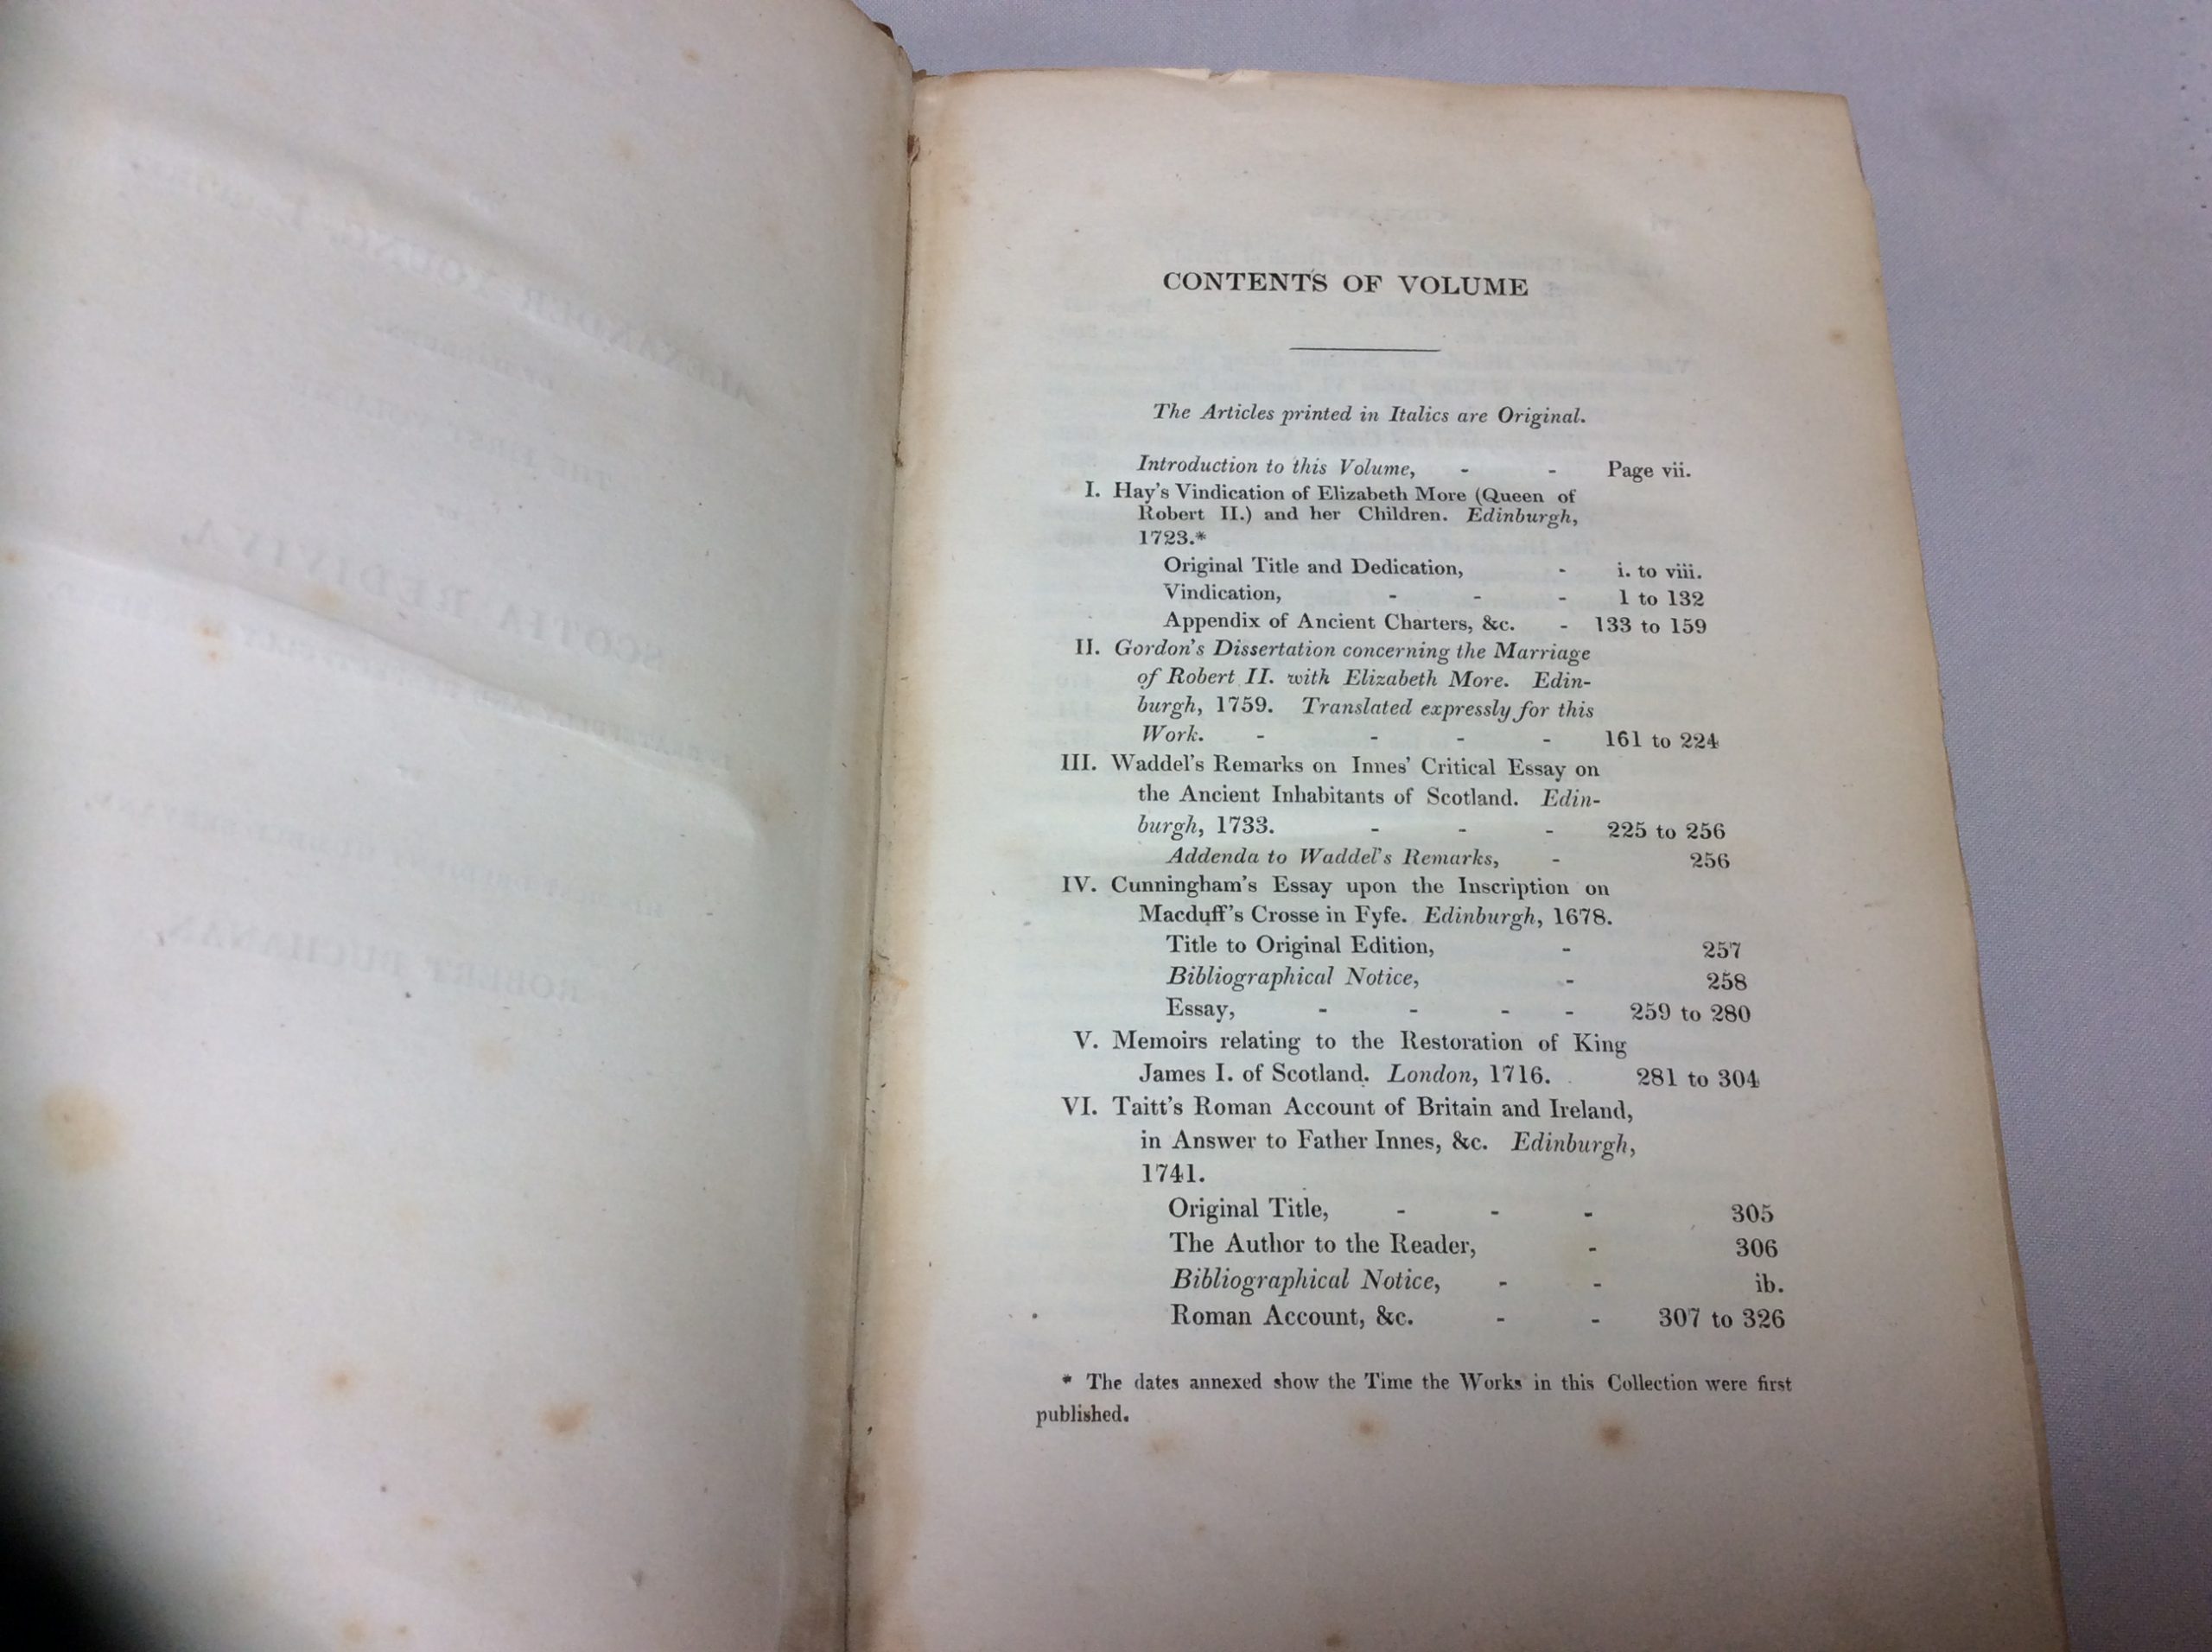 CONTENTS OF VOLUME
The Articles printed in Italics are Original.
Introduction to this Volume, - - Page vii.
I. Hay's Vindication of Elizabeth More (Queen of
Robert II.) and her Children. Edinburgh,
1723.*
Original Title and Dedication, - i. to viii.
Vindication, - - - 1 to 132
Appendix of Ancient Charters, &c. - 133 to 159
II. Gordon's Dissertation concerning the Marriage
of Robert II. with Elizabeth More. Edin-
burgh, 1759. Translated expressly for this
Work. - - - - 161 to 224
III. Waddel's Remarks on Innes' Critical Essay on
the Ancient Inhabitants of Scotland. Edin-
burgh, 1733. - - - 225 to 256
Addenda to Waddel's Remarks, - 256
IV. Cunningham's Essay upon the Inscription on
Macduff's Crosse in Fyfe. Edinburgh, 1678.
Title to Original Edition, - 257
Bibliographical Notice, - 258
Essay, - - - - 259 to 280
V. Memoirs relating to the Restoration of King
James I. of Scotland. London, 1716. 281 to 304
VI. Taitt's Roman Account of Britain and Ireland,
in Answer to Father Innes, &c. Edinburgh,
1741.
Original Title, - - - 305
The Author to the Reader, - 306
Bibliographical Notice, - - ib.
Roman Account, &c. - - 307 to 326
* The dates annexed show the Time the Works in this Collection were first
published.